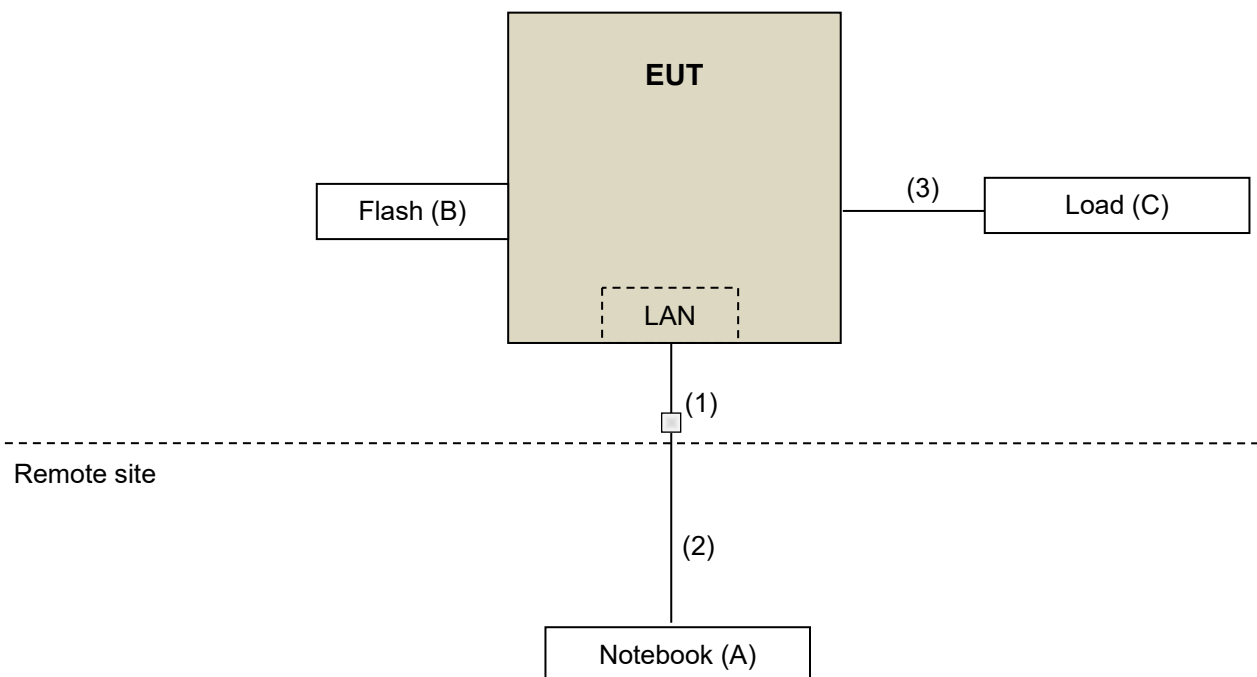 EUT
(3)
Flash (B)
Load (C)
LAN
(1)
Remote site
(2)
Notebook (A)